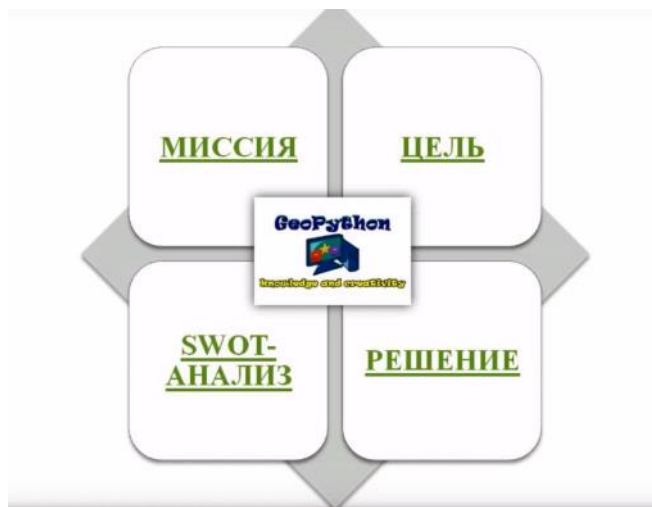 МИССИЯ
ЦЕЛЬ
GeoPython
knowledge and creativity
SWOT-
АНАЛИЗ
РЕШЕНИЕ